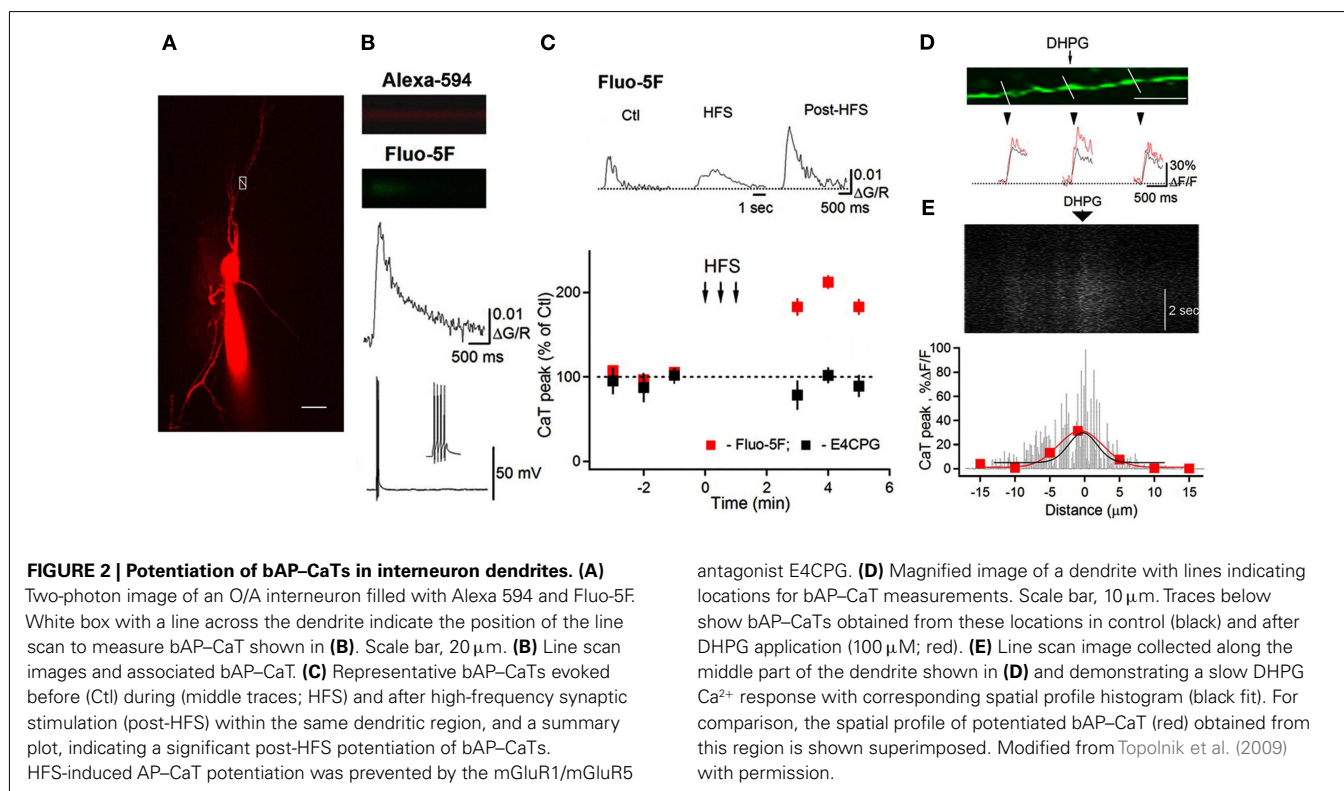 A
B
Alexa-594
Fluo-5F
0.01
ΔG/R
500 ms
50 mV
C
Fluo-5F
Ctl
HFS
Post-HFS
0.01
ΔG/R
1 sec
500 ms
HFS
200
100
0
CaT peak (% of Ctl)
- Fluo-5F; - E4CPG
-2 0 2 4 6
Time (min)
D
DHPG
30%
ΔF/F
500 ms
E
DHPG
2 sec
100
80
60
40
20
0
CaT peak, %ΔF/F
-15 -10 -5 0 5 10 15
Distance (μm)
FIGURE 2 | Potentiation of bAP–CaTs in interneuron dendrites. (A)
Two-photon image of an O/A interneuron filled with Alexa 594 and Fluo-5F.
White box with a line across the dendrite indicate the position of the line
scan to measure bAP–CaT shown in (B). Scale bar, 20 μm. (B) Line scan
images and associated bAP–CaT. (C) Representative bAP–CaTs evoked
before (Ctl) during (middle traces; HFS) and after high-frequency synaptic
stimulation (post-HFS) within the same dendritic region, and a summary
plot, indicating a significant post-HFS potentiation of bAP–CaTs.
HFS-induced AP–CaT potentiation was prevented by the mGluR1/mGluR5
antagonist E4CPG. (D) Magnified image of a dendrite with lines indicating
locations for bAP–CaT measurements. Scale bar, 10 μm. Traces below
show bAP–CaTs obtained from these locations in control (black) and after
DHPG application (100 μM; red). (E) Line scan image collected along the
middle part of the dendrite shown in (D) and demonstrating a slow DHPG
Ca2+ response with corresponding spatial profile histogram (black fit). For
comparison, the spatial profile of potentiated bAP–CaT (red) obtained from
this region is shown superimposed. Modified from Topolnik et al. (2009)
with permission.